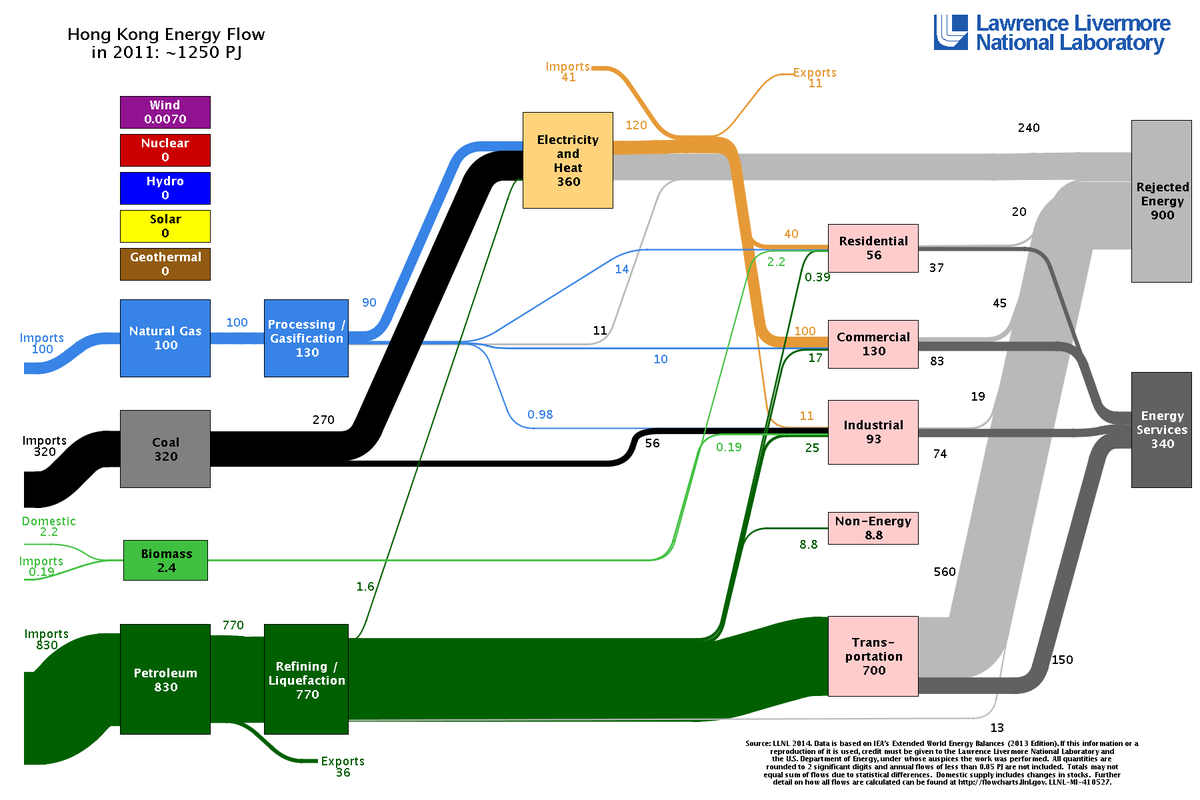 Hong Kong Energy Flow
in 2011: ~1250 PJ
Lawrence Livermore
National Laboratory
Imports
41
Exports
11
Wind
0.0070
Nuclear
0
Hydro
0
Solar
0
Geothermal
0
Electricity
and
Heat
360
120
240
Rejected
Energy
900
20
40
Residential
56
2.2
37
14
0.39
90
Imports
100
Natural Gas
100
100
Processing /
Gasification
130
11
10
45
100
Commercial
130
17
83
19
0.98
11
Industrial
93
25
74
Energy
Services
340
270
Imports
320
Coal
320
56
0.19
Domestic
2.2
Imports
0.19
Biomass
2.4
Non-Energy
8.8
8.8
1.6
560
Imports
830
770
Petroleum
830
Refining /
Liquefaction
770
Trans-
portation
700
150
13
Exports
36
Source: LLNL 2014. Data is based on IEA's Extended World Energy Balances (2013 Edition). If this information or a
reproduction of it is used, credit must be given to the Lawrence Livermore National Laboratory and
the U.S. Department of Energy, under whose auspices the work was performed. All quantities are
rounded to 2 significant digits and annual flows of less than 0.05 PJ are not included. Totals may not
equal sum of flows due to statistical differences. Domestic supply includes changes in stocks. Further
detail on how all flows are calculated can be found at http://flowcharts.llnl.gov. LLNL-MI-410527.